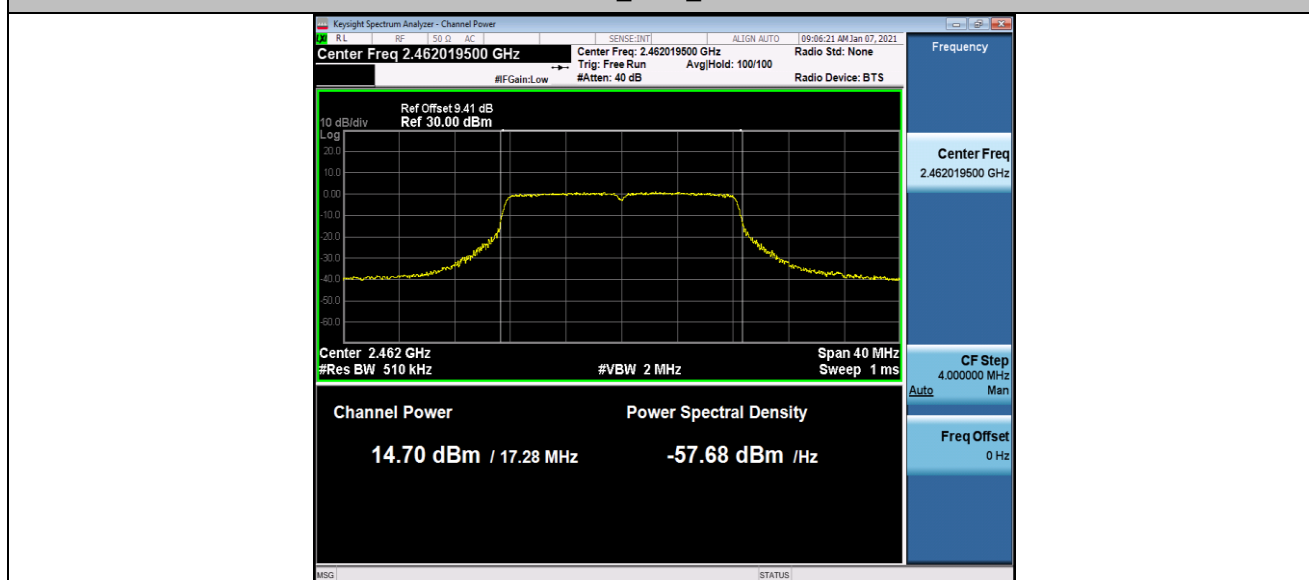 Keysight Spectrum Analyzer - Channel Power
RL RF 50 Ω AC SENSE:INT ALIGN AUTO 09:06:21 AM Jan 07, 2021
Center Freq 2.462019500 GHz
Center Freq: 2.462019500 GHz
Radio Std: None
Trig: Free Run Avg|Hold: 100/100
#IFGain:Low #Atten: 40 dB Radio Device: BTS
Frequency
Ref Offset 9.41 dB
10 dB/div Ref 30.00 dBm
Log
20.0
10.0
0.00
-10.0
-20.0
-30.0
-40.0
-50.0
-60.0
Center 2.462 GHz Span 40 MHz
#Res BW 510 kHz #VBW 2 MHz Sweep 1 ms
Channel Power Power Spectral Density
14.70 dBm / 17.28 MHz -57.68 dBm /Hz
Center Freq
2.462019500 GHz
CF Step
4.000000 MHz
Auto Man
Freq Offset
0 Hz
MSG STATUS